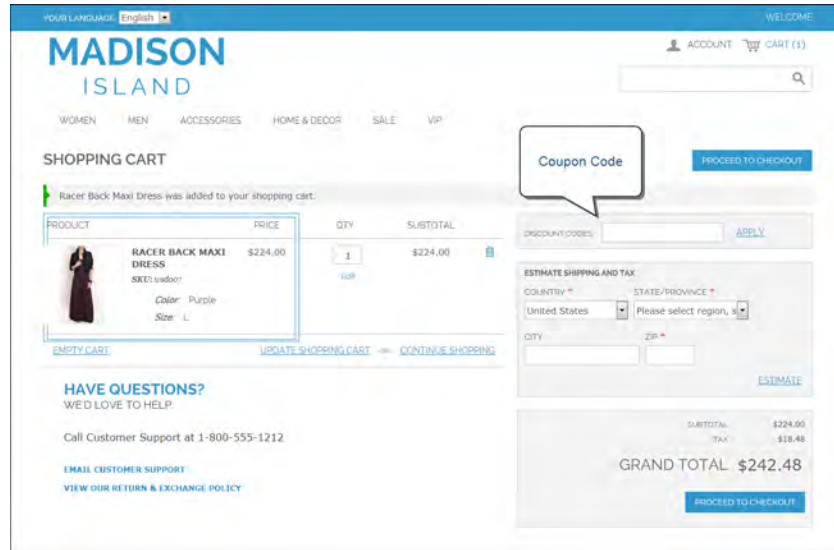 YOUR LANGUAGE: English
WELCOME
MADISON
ISLAND
ACCOUNT CART (1)
WOMEN MEN ACCESSORIES HOME & DECOR SALE VIP
SHOPPING CART
Coupon Code
PROCEED TO CHECKOUT
Racer Back Maxi Dress was added to your shopping cart.
PRODUCT PRICE QTY SUBTOTAL
RACER BACK MAXI DRESS $224.00 1 $224.00
SKU: wsd001
Edit
Color: Purple
Size: L
EMPTY CART UPDATE SHOPPING CART -or- CONTINUE SHOPPING
DISCOUNT CODES APPLY
ESTIMATE SHIPPING AND TAX
COUNTRY * STATE/PROVINCE *
United States Please select region, s
CITY ZIP *
ESTIMATE
HAVE QUESTIONS?
WE'D LOVE TO HELP.
Call Customer Support at 1-800-555-1212
EMAIL CUSTOMER SUPPORT
VIEW OUR RETURN & EXCHANGE POLICY
SUBTOTAL $224.00
TAX $18.48
GRAND TOTAL $242.48
PROCEED TO CHECKOUT